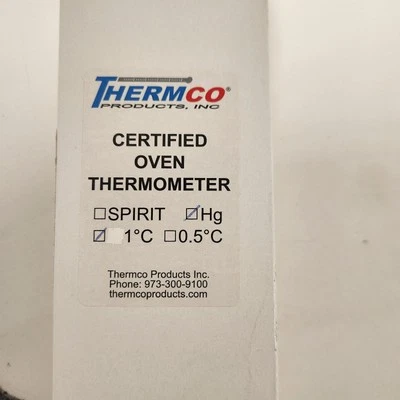 THERMCO®
PRODUCTS, INC
CERTIFIED
OVEN
THERMOMETER
☐SPIRIT ☑Hg
☑ 1°C ☐0.5°C
Thermco Products Inc.
Phone: 973-300-9100
thermcoproducts.com